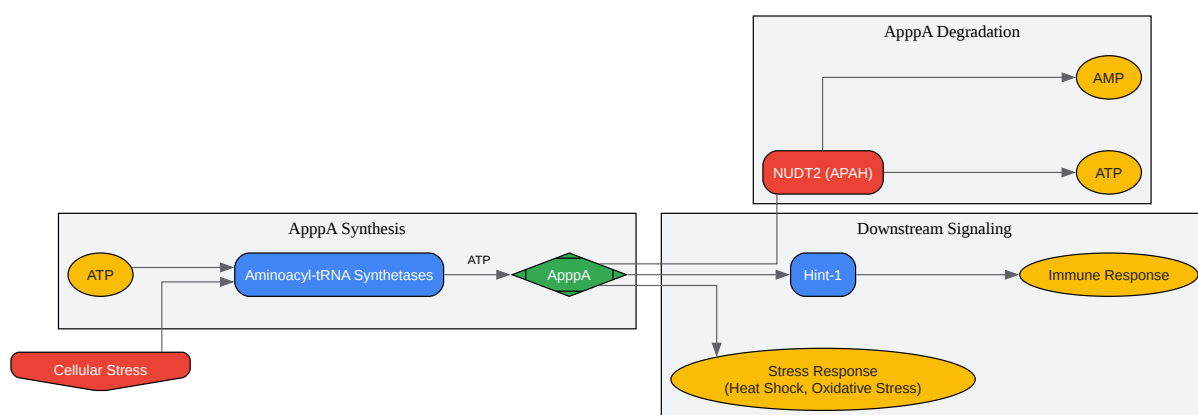 ApppA Degradation
AMP
NUDT2 (APAH)
ATP
ApppA Synthesis
ATP
Aminoacyl-tRNA Synthetases
ATP
ApppA
Cellular Stress
Downstream Signaling
Hint-1
Immune Response
Stress Response
(Heat Shock, Oxidative Stress)